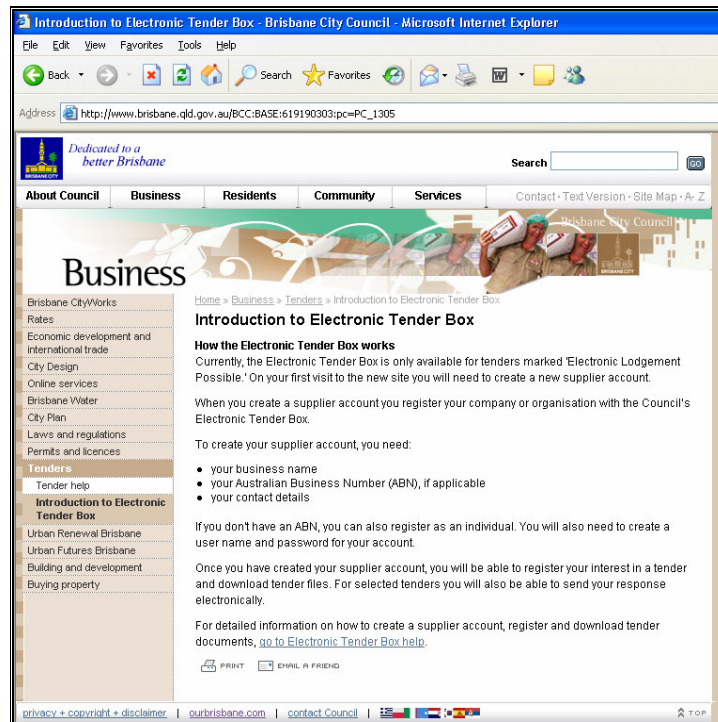 Introduction to Electronic Tender Box - Brisbane City Council - Microsoft Internet Explorer
File Edit View Favorites Tools Help
Back Search Favorites
Address http://www.brisbane.qld.gov.au/BCC:BASE:619190303:pc=PC_1305
Dedicated to a
better Brisbane
BRISBANE CITY
Search GO
About Council Business Residents Community Services Contact - Text Version - Site Map - A- Z
Brisbane City Council
BRISBANE CITY
Business
Brisbane CityWorks
Rates
Economic development and
international trade
City Design
Online services
Brisbane Water
City Plan
Laws and regulations
Permits and licences
Tenders
Tender help
Introduction to Electronic
Tender Box
Urban Renewal Brisbane
Urban Futures Brisbane
Building and development
Buying property
Home » Business » Tenders » Introduction to Electronic Tender Box
Introduction to Electronic Tender Box
How the Electronic Tender Box works
Currently, the Electronic Tender Box is only available for tenders marked 'Electronic Lodgement
Possible.' On your first visit to the new site you will need to create a new supplier account.
When you create a supplier account you register your company or organisation with the Council's
Electronic Tender Box.
To create your supplier account, you need:
• your business name
• your Australian Business Number (ABN), if applicable
• your contact details
If you don't have an ABN, you can also register as an individual. You will also need to create a
user name and password for your account.
Once you have created your supplier account, you will be able to register your interest in a tender
and download tender files. For selected tenders you will also be able to send your response
electronically.
For detailed information on how to create a supplier account, register and download tender
documents, go to Electronic Tender Box help.
PRINT EMAIL A FRIEND
privacy + copyright + disclaimer | ourbrisbane.com | contact Council | TOP